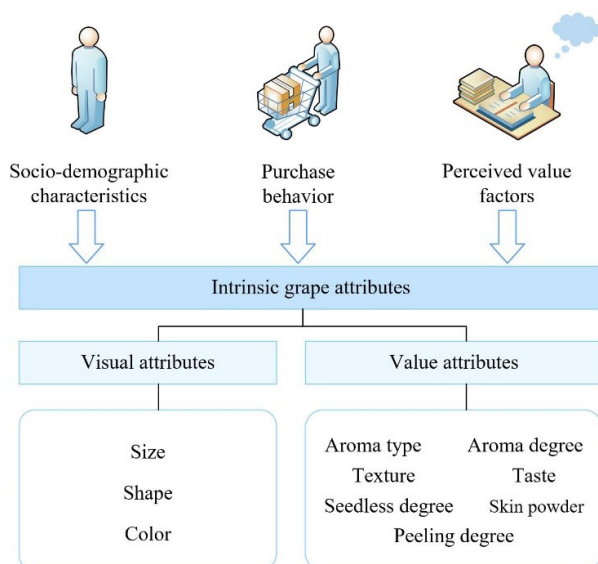 Socio-demographic
characteristics
Purchase
behavior
Perceived value
factors
Intrinsic grape attributes
Visual attributes
Value attributes
Size
Shape
Color
Aroma type
Aroma degree
Texture
Taste
Seedless degree
Skin powder
Peeling degree